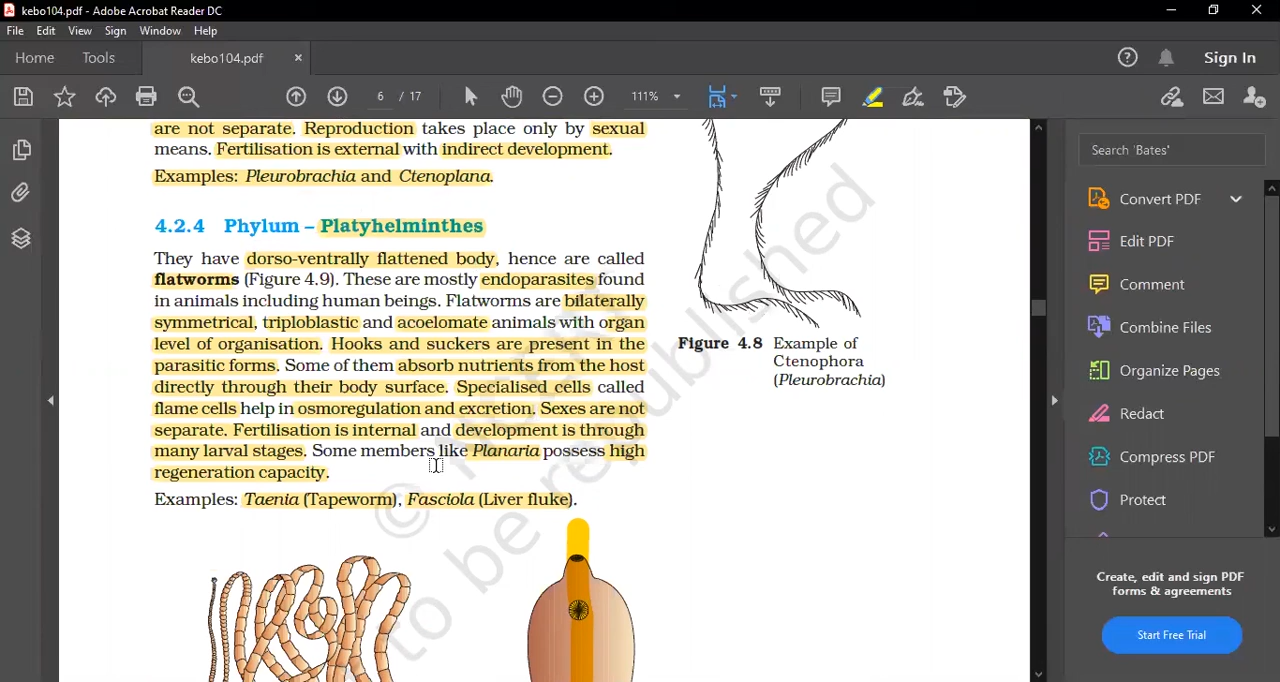 kebo104.pdf - Adobe Acrobat Reader DC
File Edit View Sign Window Help
Home Tools kebo104.pdf × Sign In
6 / 17 111%
are not separate. Reproduction takes place only by sexual
means. Fertilisation is external with indirect development.
Examples: Pleurobrachia and Ctenoplana.
4.2.4 Phylum – Platyhelminthes
They have dorso-ventrally flattened body, hence are called
flatworms (Figure 4.9). These are mostly endoparasites found
in animals including human beings. Flatworms are bilaterally
symmetrical, triploblastic and acoelomate animals with organ
level of organisation. Hooks and suckers are present in the
parasitic forms. Some of them absorb nutrients from the host
directly through their body surface. Specialised cells called
flame cells help in osmoregulation and excretion. Sexes are not
separate. Fertilisation is internal and development is through
many larval stages. Some members like Planaria possess high
regeneration capacity.
Examples: Taenia (Tapeworm), Fasciola (Liver fluke).
Figure 4.8 Example of
Ctenophora
(Pleurobrachia)
to be republished
Search 'Bates'
Convert PDF
Edit PDF
Comment
Combine Files
Organize Pages
Redact
Compress PDF
Protect
Create, edit and sign PDF
forms & agreements
Start Free Trial